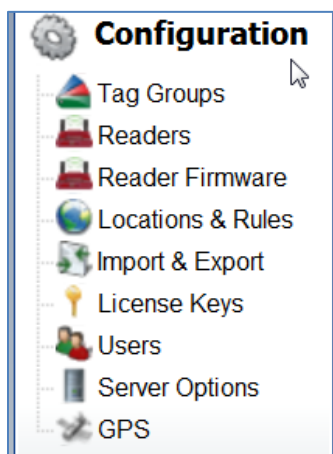 Configuration
Tag Groups
Readers
Reader Firmware
Locations & Rules
Import & Export
License Keys
Users
Server Options
GPS